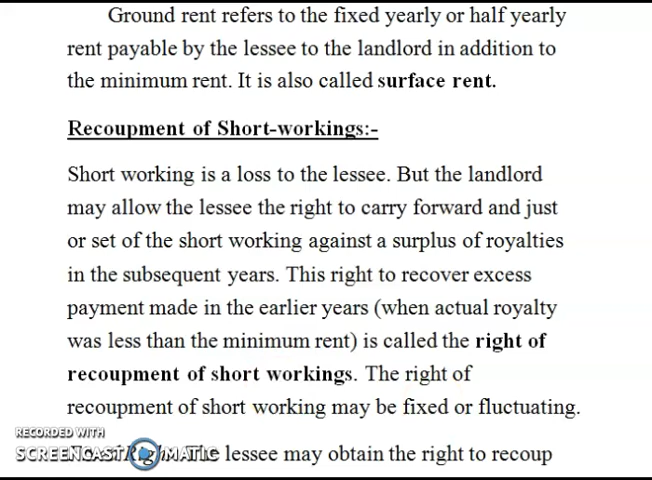 Ground rent refers to the fixed yearly or half yearly
rent payable by the lessee to the landlord in addition to
the minimum rent. It is also called surface rent.
Recoupment of Short-workings:-
Short working is a loss to the lessee. But the landlord
may allow the lessee the right to carry forward and just
or set of the short working against a surplus of royalties
in the subsequent years. This right to recover excess
payment made in the earlier years (when actual royalty
was less than the minimum rent) is called the right of
recoupment of short workings. The right of
recoupment of short working may be fixed or fluctuating.
RECORDED WITH
SCREENCAST MATIC
The lessee may obtain the right to recoup